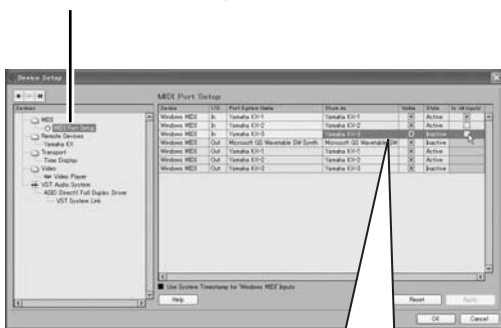 Device Setup
MIDI Port Setup
Devices
MIDI
MIDI Port Setup
Remote Devices
Yamaha KX
Transport
Time Display
Video
Video Player
VST Audio System
ASIO DirectX Full Duplex Driver
VST System Link
Device I/O Port System Name Show as Visible State In 'All Inputs'
Windows MIDI In Yamaha KX-1 Yamaha KX-1 Active
Windows MIDI In Yamaha KX-2 Yamaha KX-2 Active
Windows MIDI In Yamaha KX-3 Yamaha KX-3 Inactive
Windows MIDI Out Microsoft GS Wavetable SW Synth Microsoft GS Wavetable SW Inactive
Windows MIDI Out Yamaha KX-1 Yamaha KX-1 Inactive
Windows MIDI Out Yamaha KX-2 Yamaha KX-2 Inactive
Windows MIDI Out Yamaha KX-3 Yamaha KX-3 Inactive
Use System Timestamp for 'Windows MIDI' Inputs
Help Reset Apply
OK Cancel